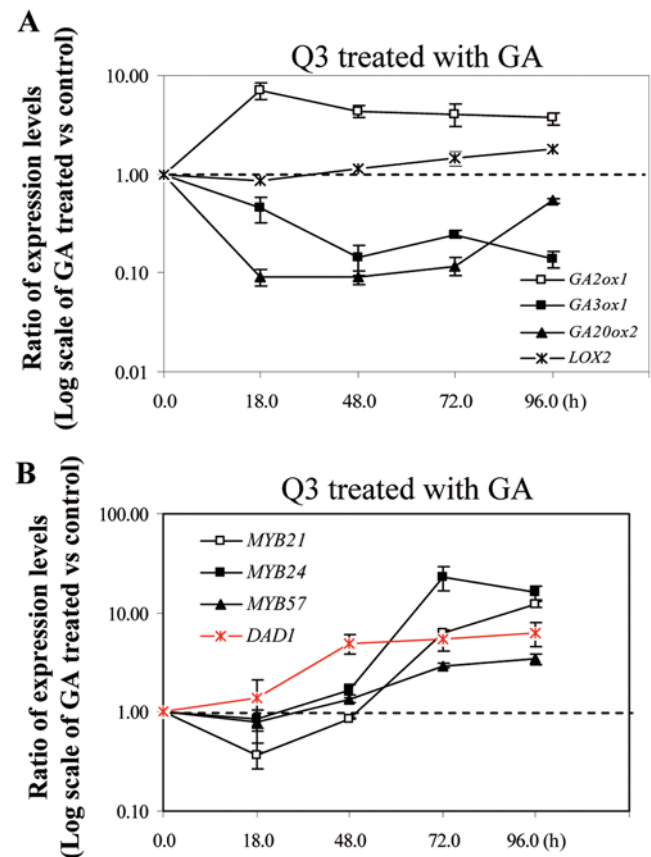 A
Q3 treated with GA
Ratio of expression levels
(Log scale of GA treated vs control)
10.00
1.00
0.10
0.01
GA2ox1
GA3ox1
GA20ox2
LOX2
0.0 18.0 48.0 72.0 96.0 (h)
B
Q3 treated with GA
Ratio of expression levels
(Log scale of GA treated vs control)
100.00
10.00
1.00
0.10
MYB21
MYB24
MYB57
DAD1
0.0 18.0 48.0 72.0 96.0 (h)